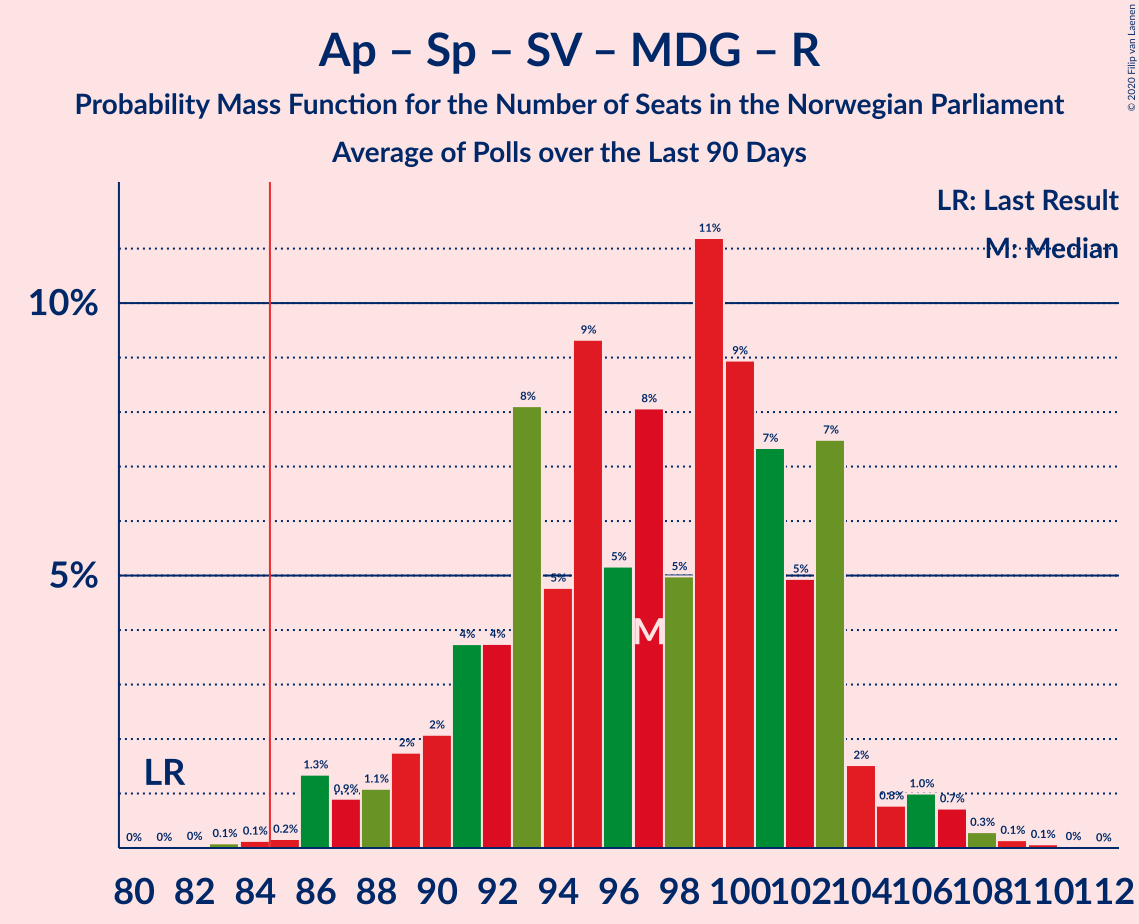 Ap – Sp – SV – MDG – R
Probability Mass Function for the Number of Seats in the Norwegian Parliament
Average of Polls over the Last 90 Days
© 2020 Filip van Laenen
LR: Last Result
M: Median
10%
5%
LR
M
0% 0% 0% 0.1% 0.1% 0.2% 1.3% 0.9% 1.1% 2% 2% 4% 4% 8% 5% 9% 5% 8% 5% 11% 9% 7% 5% 7% 2% 0.8% 1.0% 0.7% 0.3% 0.1% 0.1% 0% 0%
80 82 84 86 88 90 92 94 96 98 100 102 104 106 108 110 112